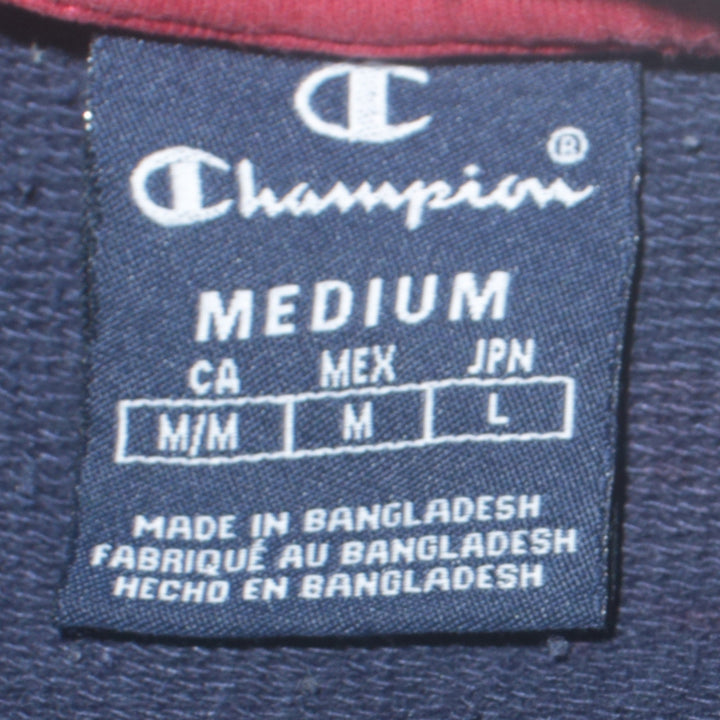 C
Champion®
MEDIUM
CA MEX JPN
M/M M L
MADE IN BANGLADESH
FABRIQUÉ AU BANGLADESH
HECHO EN BANGLADESH